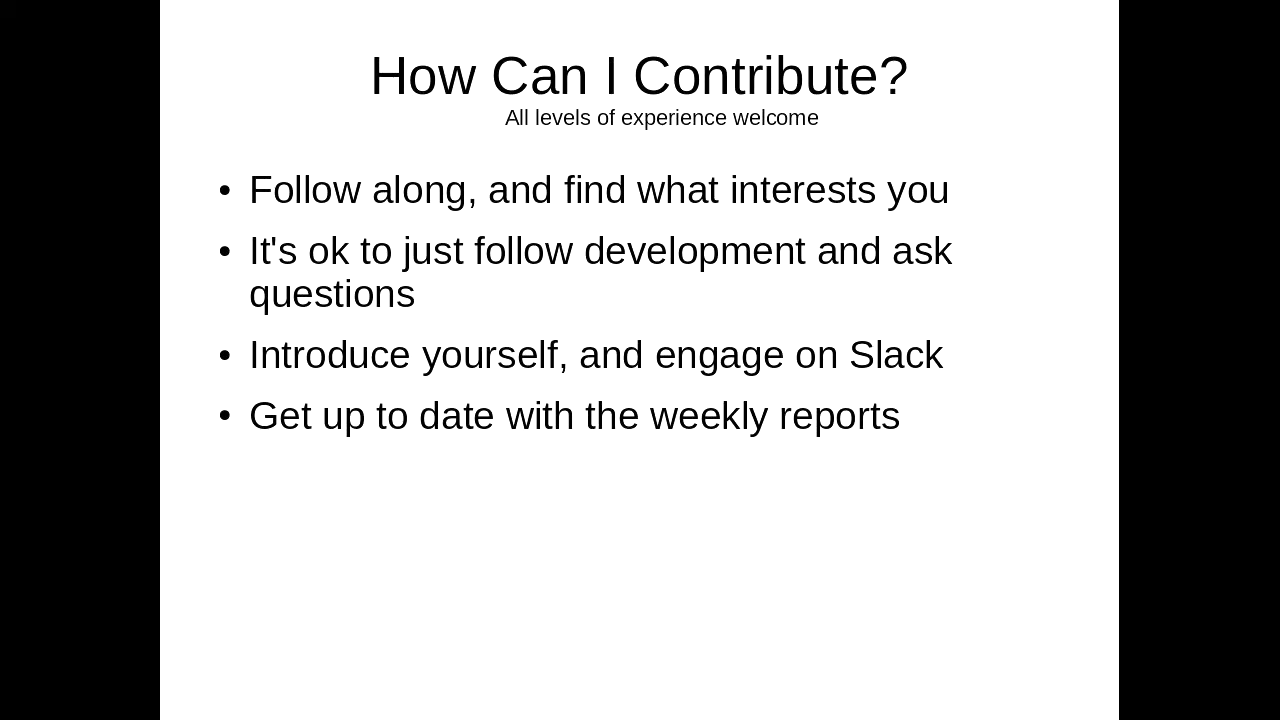 How Can I Contribute?
All levels of experience welcome
• Follow along, and find what interests you
• It's ok to just follow development and ask
questions
• Introduce yourself, and engage on Slack
• Get up to date with the weekly reports